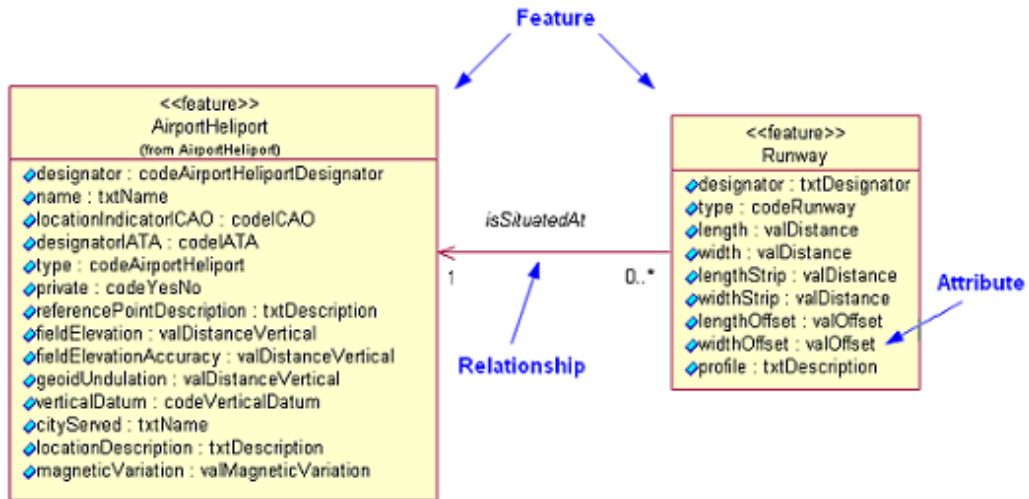 Feature
<<feature>>
AirportHeliport
(from AirportHeliport)
designator : codeAirportHeliportDesignator
name : txtName
locationIndicatorICAO : codeICAO
designatorIATA : codeIATA
type : codeAirportHeliport
private : codeYesNo
referencePointDescription : txtDescription
fieldElevation : valDistanceVertical
fieldElevationAccuracy : valDistanceVertical
geoidUndulation : valDistanceVertical
verticalDatum : codeVerticalDatum
cityServed : txtName
locationDescription : txtDescription
magneticVariation : valMagneticVariation
isSituatedAt
1
0..*
Relationship
<<feature>>
Runway
designator : txtDesignator
type : codeRunway
length : valDistance
width : valDistance
lengthStrip : valDistance
widthStrip : valDistance
lengthOffset : valOffset
widthOffset : valOffset
profile : txtDescription
Attribute